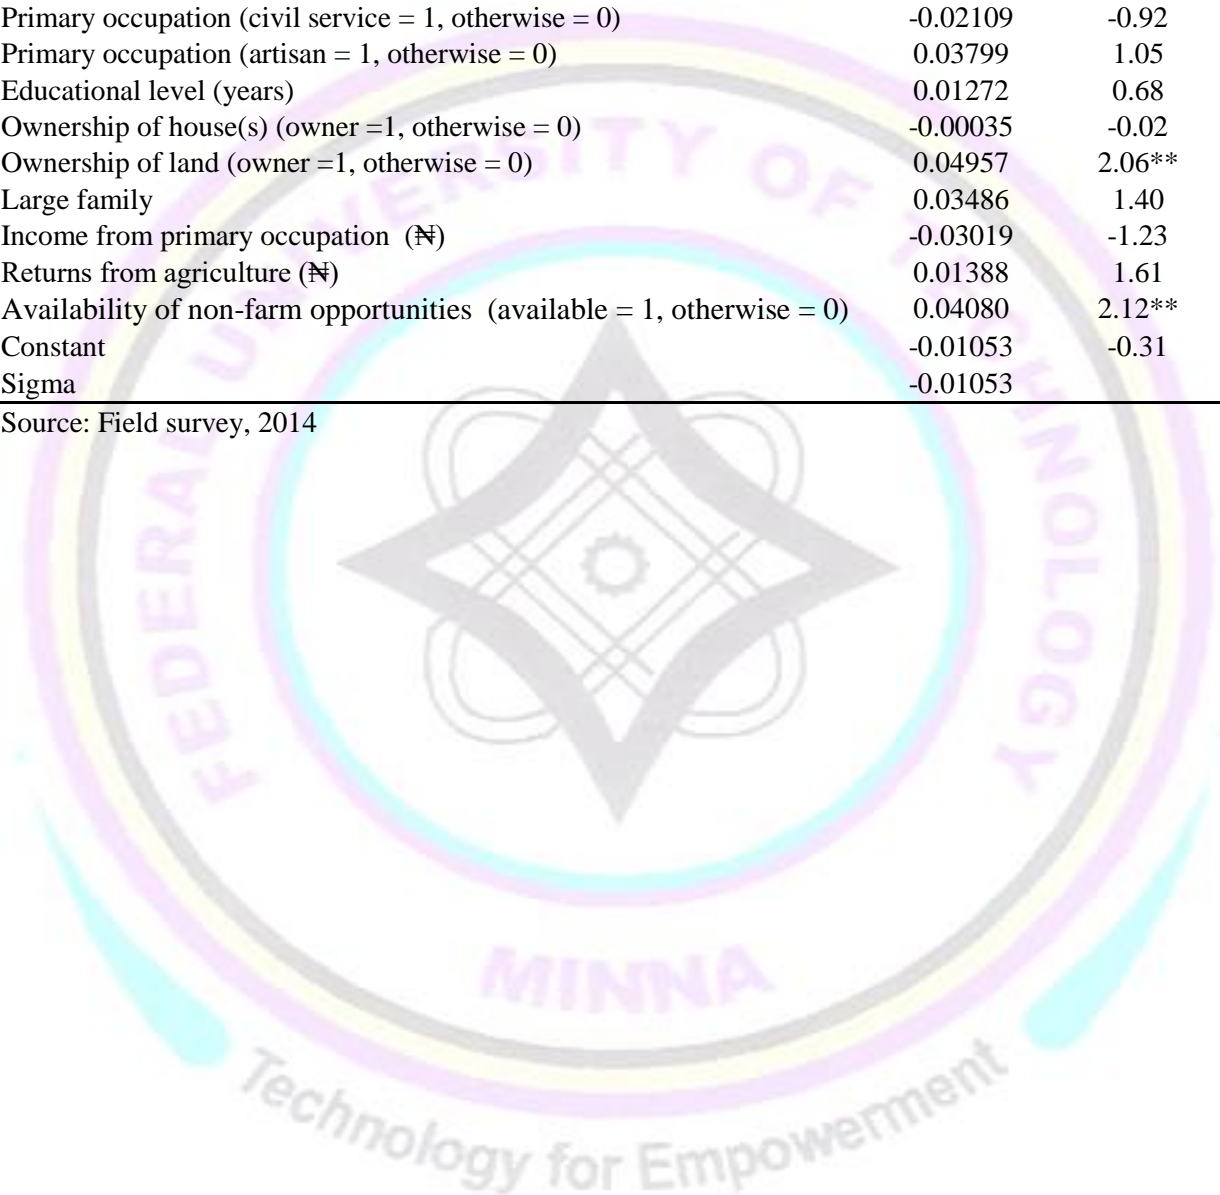 Primary occupation (civil service = 1, otherwise = 0) -0.02109 -0.92
Primary occupation (artisan = 1, otherwise = 0) 0.03799 1.05
Educational level (years) 0.01272 0.68
Ownership of house(s) (owner =1, otherwise = 0) -0.00035 -0.02
Ownership of land (owner =1, otherwise = 0) 0.04957 2.06**
Large family 0.03486 1.40
Income from primary occupation (₦) -0.03019 -1.23
Returns from agriculture (₦) 0.01388 1.61
Availability of non-farm opportunities (available = 1, otherwise = 0) 0.04080 2.12**
Constant -0.01053 -0.31
Sigma -0.01053
Source: Field survey, 2014
FEDERAL UNIVERSITY OF TECHNOLOGY
MINNA
Technology for Empowerment